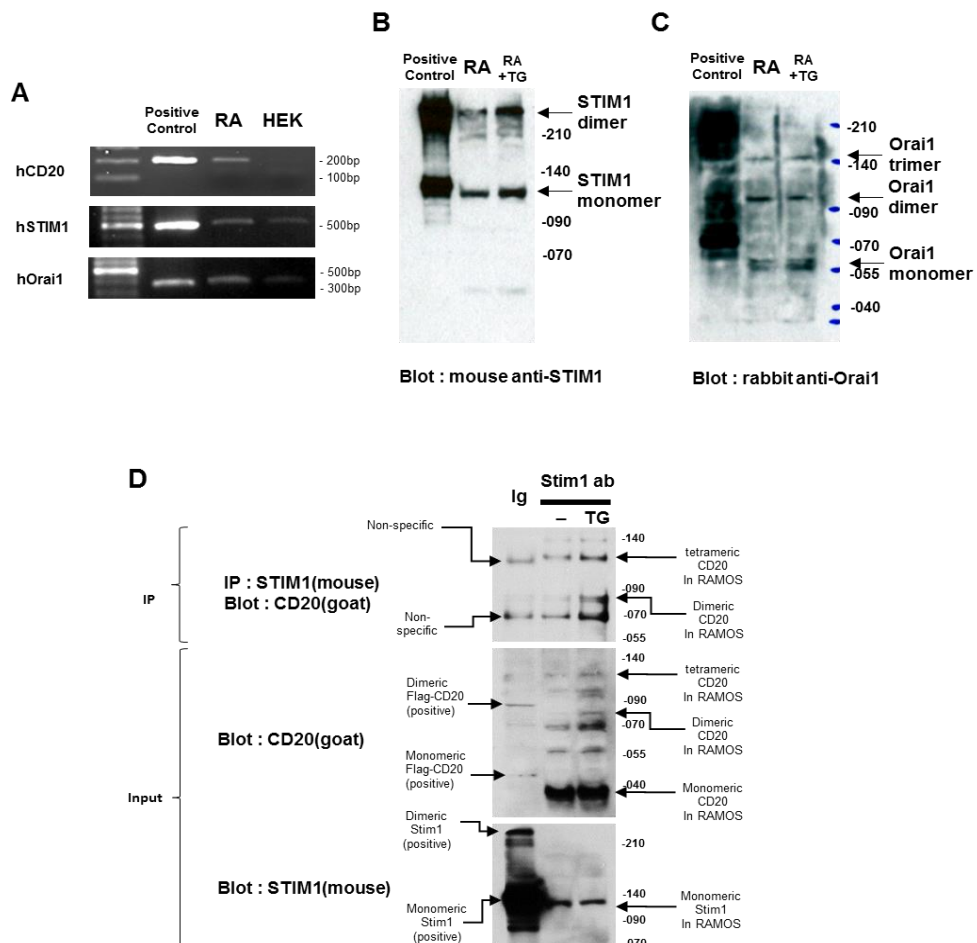 A
Positive
Control
RA
HEK
hCD20
- 200bp
- 100bp
hSTIM1
- 500bp
hOrai1
- 500bp
- 300bp
B
Positive
Control
RA
RA
+TG
STIM1
dimer
-210
-140
STIM1
monomer
-090
-070
Blot : mouse anti-STIM1
C
Positive
Control
RA
RA
+TG
-210
Orai1
trimer
-140
Orai1
dimer
-090
-070
Orai1
monomer
-055
-040
Blot : rabbit anti-Orai1
D
Ig
Stim1 ab
–
TG
IP
IP : STIM1(mouse)
Blot : CD20(goat)
Non-specific
Non-
specific
-140
-090
-070
-055
tetrameric
CD20
In RAMOS
Dimeric
CD20
In RAMOS
Input
Blot : CD20(goat)
Dimeric
Flag-CD20
(positive)
Monomeric
Flag-CD20
(positive)
-140
-090
-070
-055
-040
tetrameric
CD20
In RAMOS
Dimeric
CD20
In RAMOS
Monomeric
CD20
In RAMOS
Blot : STIM1(mouse)
Dimeric
Stim1
(positive)
Monomeric
Stim1
(positive)
-210
-140
-090
-070
Monomeric
Stim1
In RAMOS